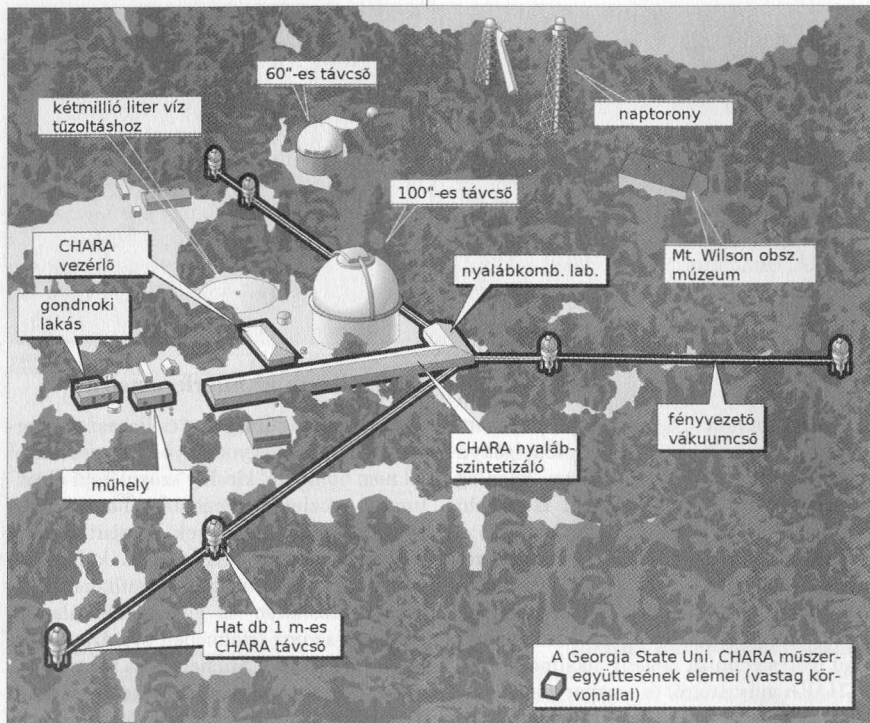 60"-es távcső
kétmillió liter víz
tűzoltáshoz
naptorony
100"-es távcső
CHARA
vezérlő
nyalábkomb. lab.
Mt. Wilson obsz.
múzeum
gondnoki
lakás
fényvezető
vákuumcső
CHARA nyaláb-
szintetizáló
műhely
Hat db 1 m-es
CHARA távcső
A Georgia State Uni. CHARA műszer-
együttesének elemei (vastag kör-
vonallal)